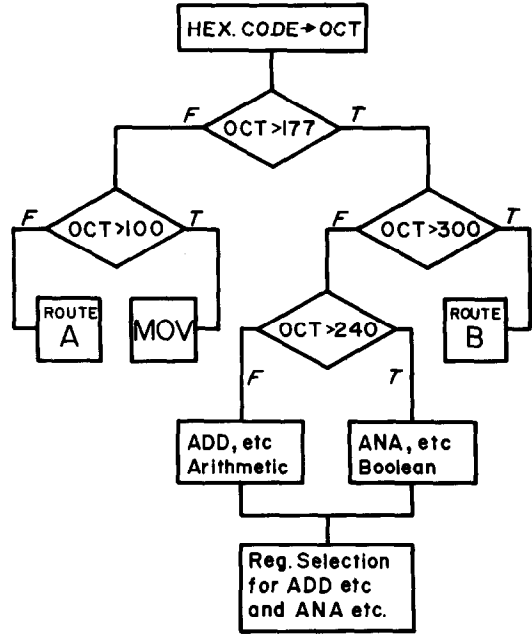 HEX. CODE→OCT
F
OCT>177
T
F
OCT>100
T
F
OCT>300
T
ROUTE
A
MOV
OCT>240
ROUTE
B
F
T
ADD, etc
Arithmetic
ANA, etc
Boolean
Reg. Selection
for ADD etc
and ANA etc.